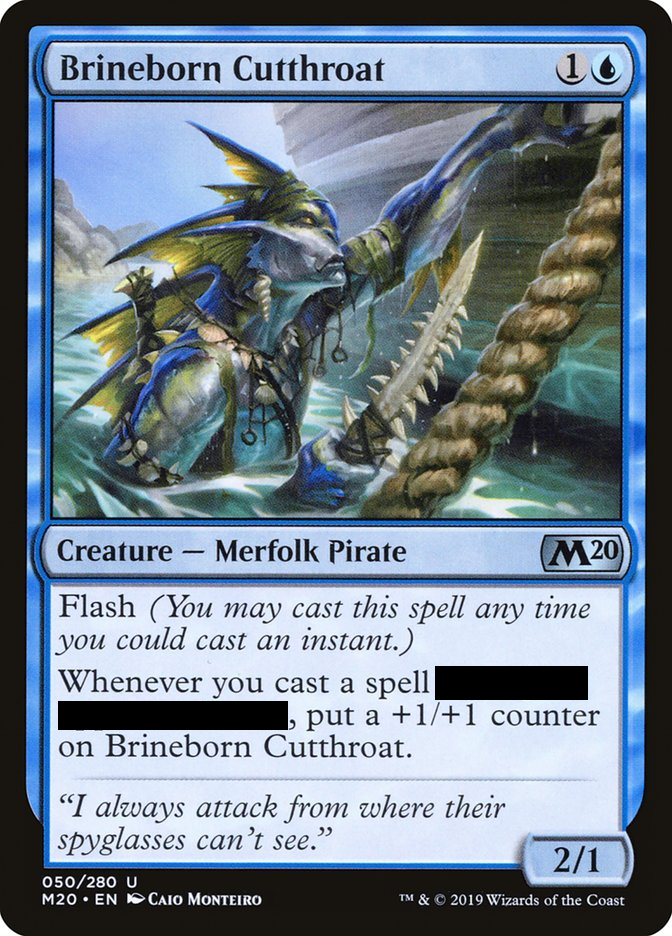 Brineborn Cutthroat 1
Creature — Merfolk Pirate M20
Flash (You may cast this spell any time
you could cast an instant.)
Whenever you cast a spell
, put a +1/+1 counter
on Brineborn Cutthroat.
“I always attack from where their
spyglasses can’t see.”
2/1
050/280 U
M20 • EN Caio Monteiro ™ & © 2019 Wizards of the Coast